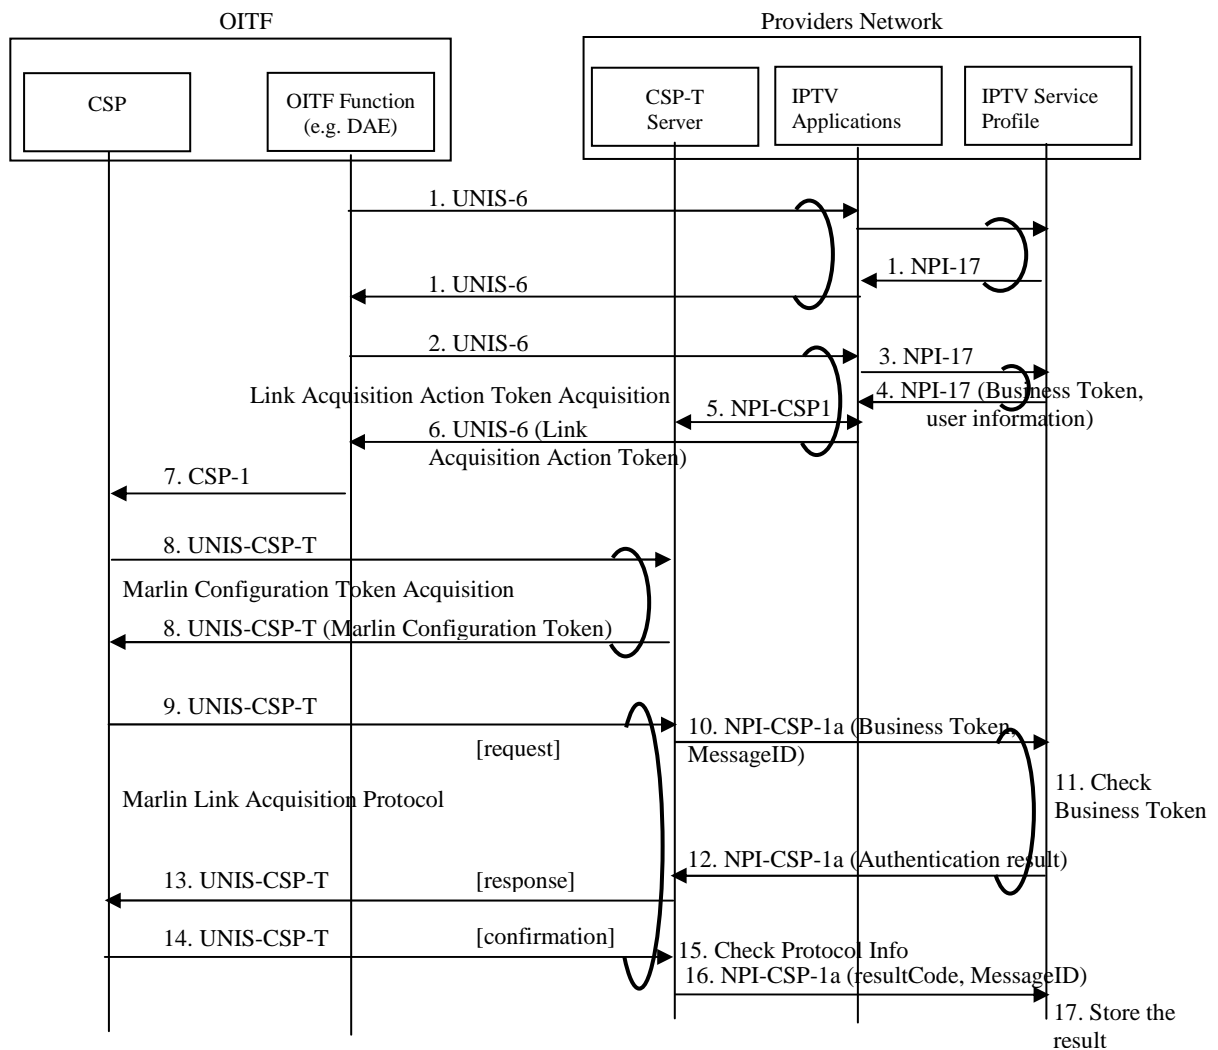 OITF
Providers Network
CSP
OITF Function
(e.g. DAE)
CSP-T
Server
IPTV
Applications
IPTV Service
Profile
1. UNIS-6
1. NPI-17
1. UNIS-6
2. UNIS-6
3. NPI-17
Link Acquisition Action Token Acquisition
4. NPI-17 (Business Token,
user information)
5. NPI-CSP1
6. UNIS-6 (Link
Acquisition Action Token)
7. CSP-1
8. UNIS-CSP-T
Marlin Configuration Token Acquisition
8. UNIS-CSP-T (Marlin Configuration Token)
9. UNIS-CSP-T
[request]
10. NPI-CSP-1a (Business Token,
MessageID)
11. Check
Business Token
Marlin Link Acquisition Protocol
12. NPI-CSP-1a (Authentication result)
13. UNIS-CSP-T
[response]
14. UNIS-CSP-T
[confirmation]
15. Check Protocol Info
16. NPI-CSP-1a (resultCode, MessageID)
17. Store the
result